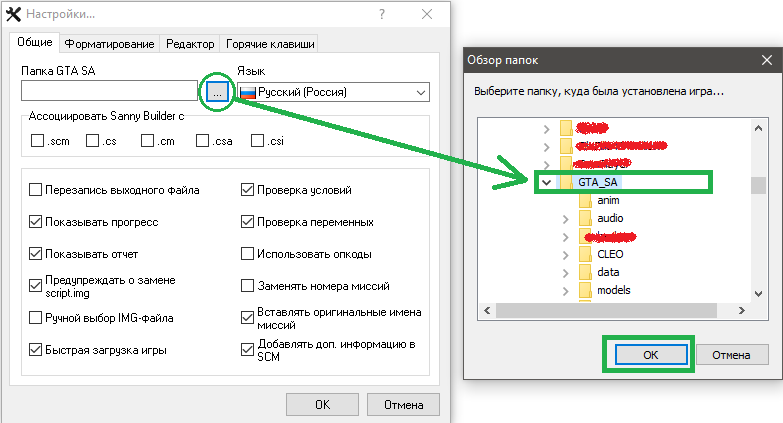 Настройки...
?
Общие
Форматирование
Редактор
Горячие клавиши
Папка GTA SA
Язык
...
Русский (Россия)
Ассоциировать Sanny Builder с
.scm
.cs
.cm
.csa
.csi
Перезапись выходного файла
Проверка условий
Показывать прогресс
Проверка переменных
Показывать отчет
Использовать опкоды
Предупреждать о замене
script.img
Заменять номера миссий
Ручной выбор IMG-файла
Вставлять оригинальные имена
миссий
Быстрая загрузка игры
Добавлять доп. информацию в
SCM
OK
Отмена
Обзор папок
Выберите папку, куда была установлена игра...
GTA_SA
anim
audio
CLEO
data
models
OK
Отмена